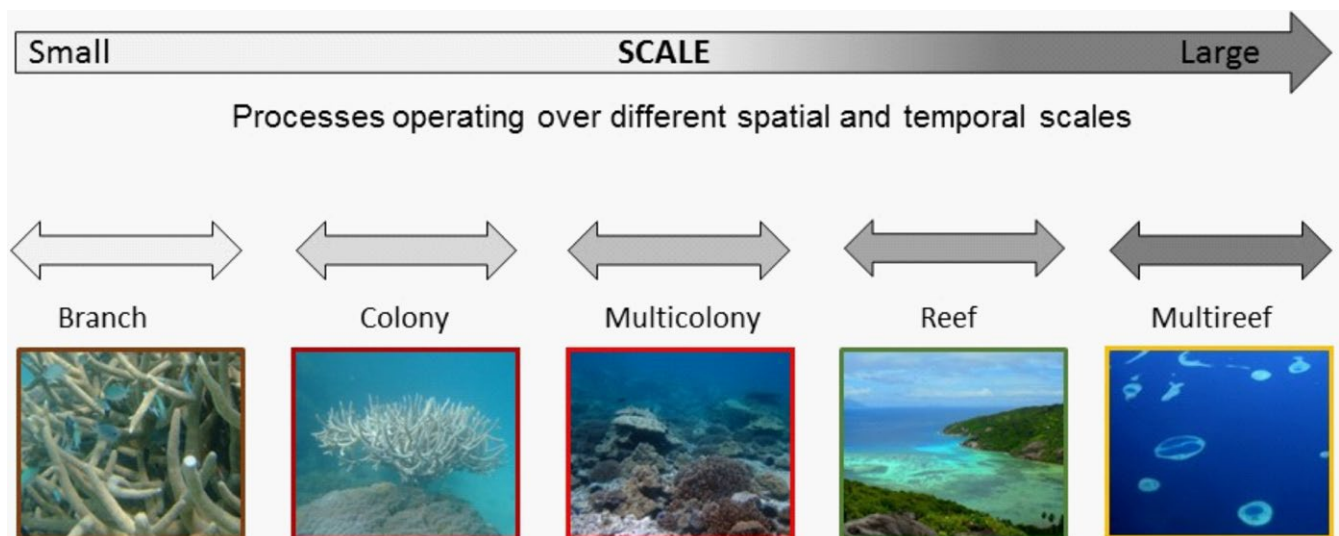 Small SCALE Large
Processes operating over different spatial and temporal scales
Branch Colony Multicolony Reef Multireef